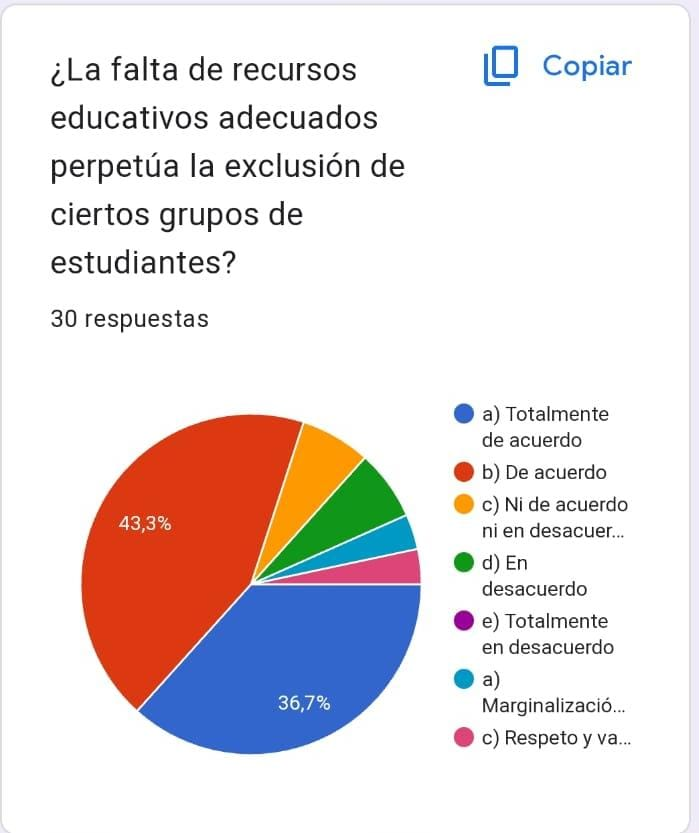 ¿La falta de recursos
educativos adecuados
perpetúa la exclusión de
ciertos grupos de
estudiantes?
Copiar
30 respuestas
43,3%
36,7%
a) Totalmente
de acuerdo
b) De acuerdo
c) Ni de acuerdo
ni en desacuer...
d) En
desacuerdo
e) Totalmente
en desacuerdo
a)
Marginalizació...
c) Respeto y va...